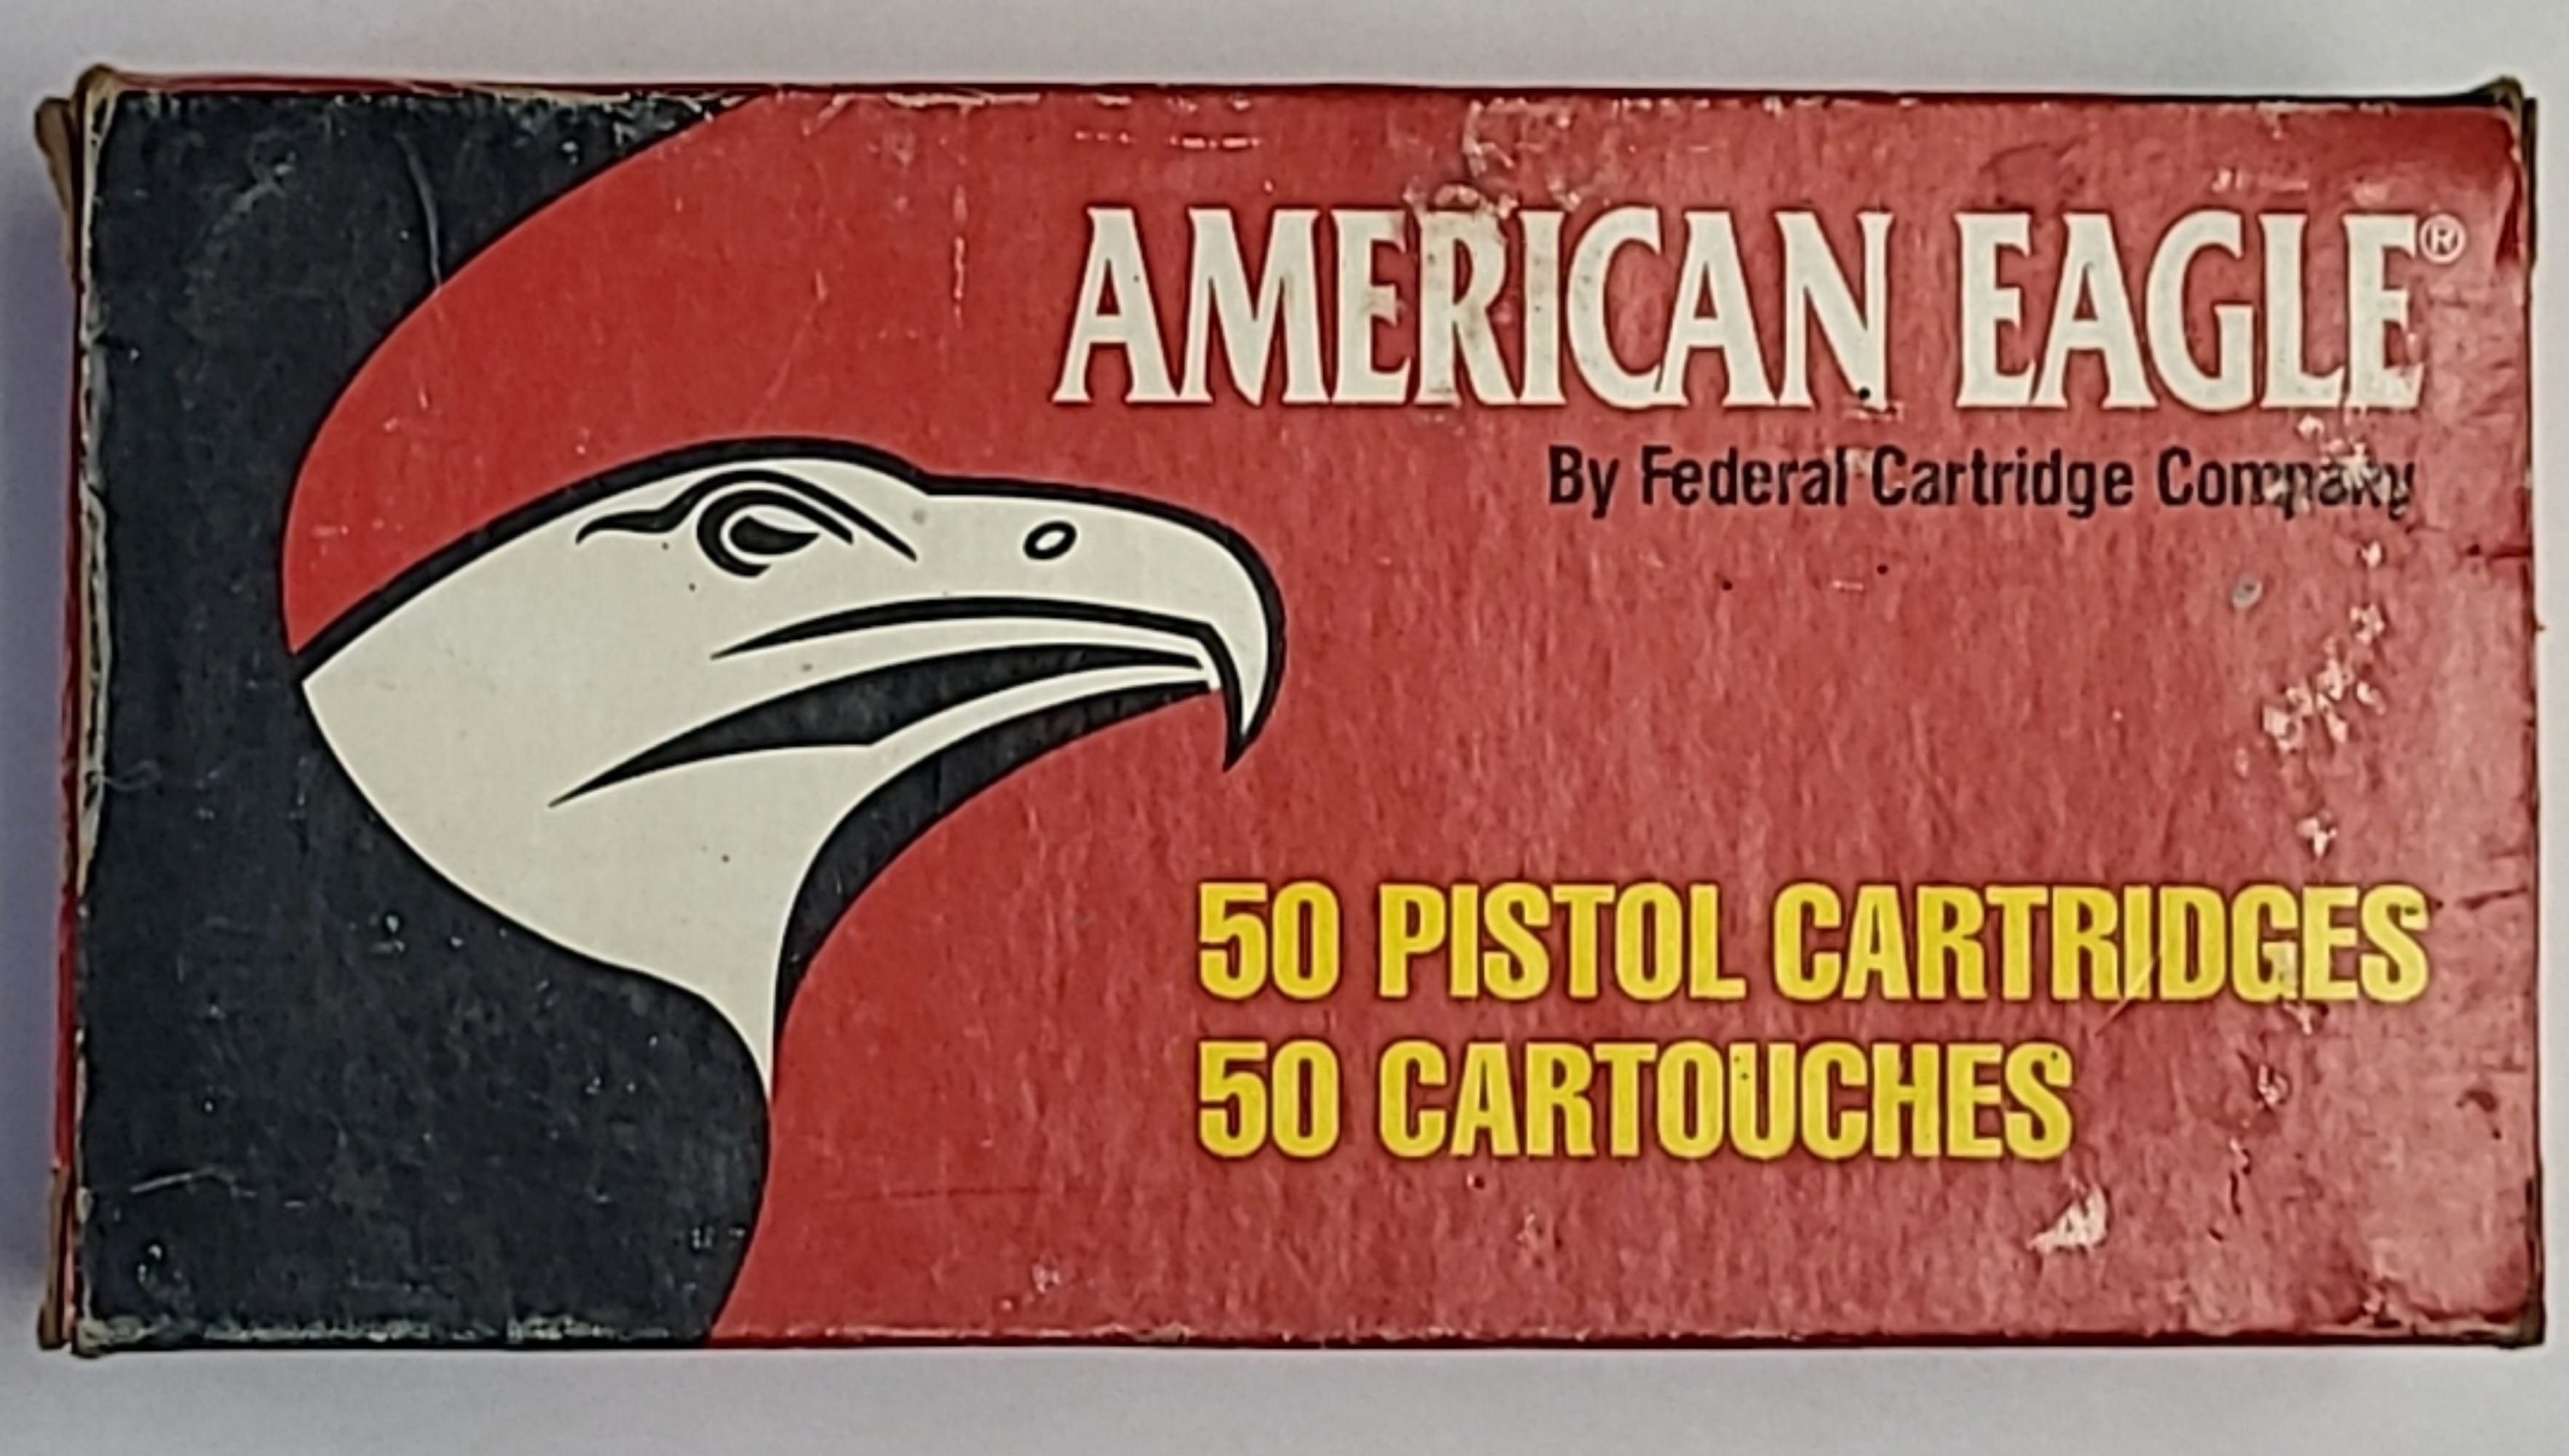 AMERICAN EAGLE®
By Federal Cartridge Company
50 PISTOL CARTRIDGES
50 CARTOUCHES